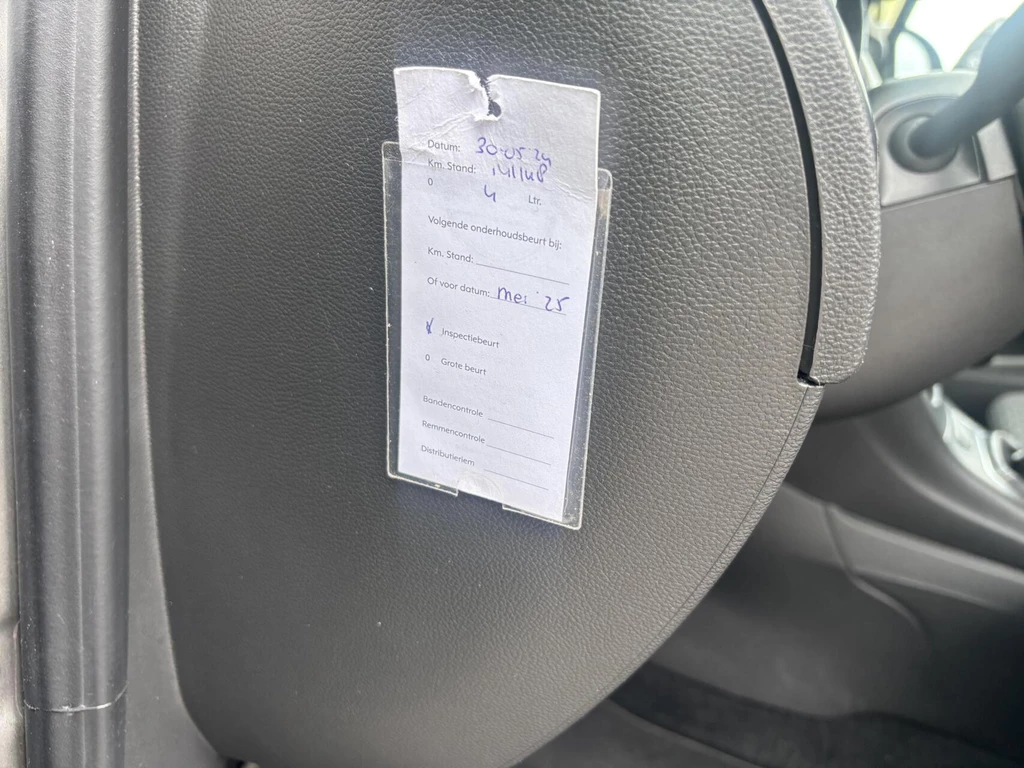 Datum: 30-05 24
Km. Stand: 141148
0 4 Ltr.
Volgende onderhoudsbeurt bij:
Km. Stand:
Of voor datum: mei '25
Inspectiebeurt
0 Grote beurt
Bandencontrole
Remmencontrole
Distributieriem